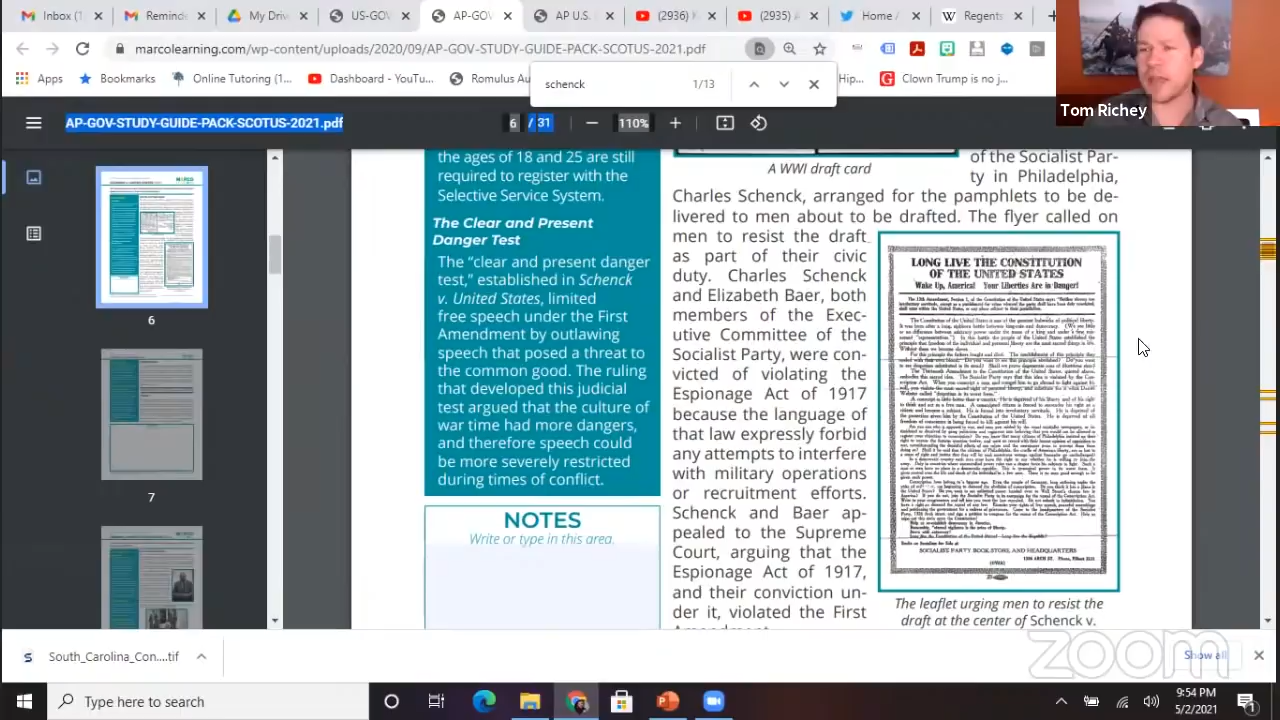 Inbox (1
Reminde
My Driv
US-GOV
AP-GOV
AP U.S.
(2936)
(2935)
Home /
Regents
marcolearning.com/wp-content/uploads/2020/09/AP-GOV-STUDY-GUIDE-PACK-SCOTUS-2021.pdf
Apps
Bookmarks
Online Tutoring (1...
Dashboard - YouTu...
Romulus Au
Hip...
Clown Trump is no j...
schenck
1/13
Tom Richey
AP-GOV-STUDY-GUIDE-PACK-SCOTUS-2021.pdf
6 / 31
110%
6
7
the ages of 18 and 25 are still
required to register with the
Selective Service System.
The Clear and Present
Danger Test
The “clear and present danger
test,” established in Schenck
v. United States, limited
free speech under the First
Amendment by outlawing
speech that posed a threat to
the common good. The ruling
that developed this judicial
test argued that the culture of
war time had more dangers,
and therefore speech could
be more severely restricted
during times of conflict.
NOTES
Write or type in this area.
A WWI draft card
of the Socialist Par-
ty in Philadelphia,
Charles Schenck, arranged for the pamphlets to be de-
livered to men about to be drafted. The flyer called on
men to resist the draft
as part of their civic
duty. Charles Schenck
and Elizabeth Baer, both
members of the Exec-
utive Committee of the
Socialist Party, were con-
victed of violating the
Espionage Act of 1917
because the language of
that law expressly forbid
any attempts to interfere
with military operations
or recruitment efforts.
Schenck and Baer ap-
pealed to the Supreme
Court, arguing that the
Espionage Act of 1917,
and their conviction un-
der it, violated the First
Amendment.
LONG LIVE THE CONSTITUTION
OF THE UNITED STATES
Wake Up, America! Your Liberties Are in Danger!
SOCIALIST PARTY BOOKSTORE AND HEADQUARTERS
The leaflet urging men to resist the
draft at the center of Schenck v.
zoom
South_Carolina_Con....tif
Show all
Type here to search
9:54 PM
5/2/2021
1